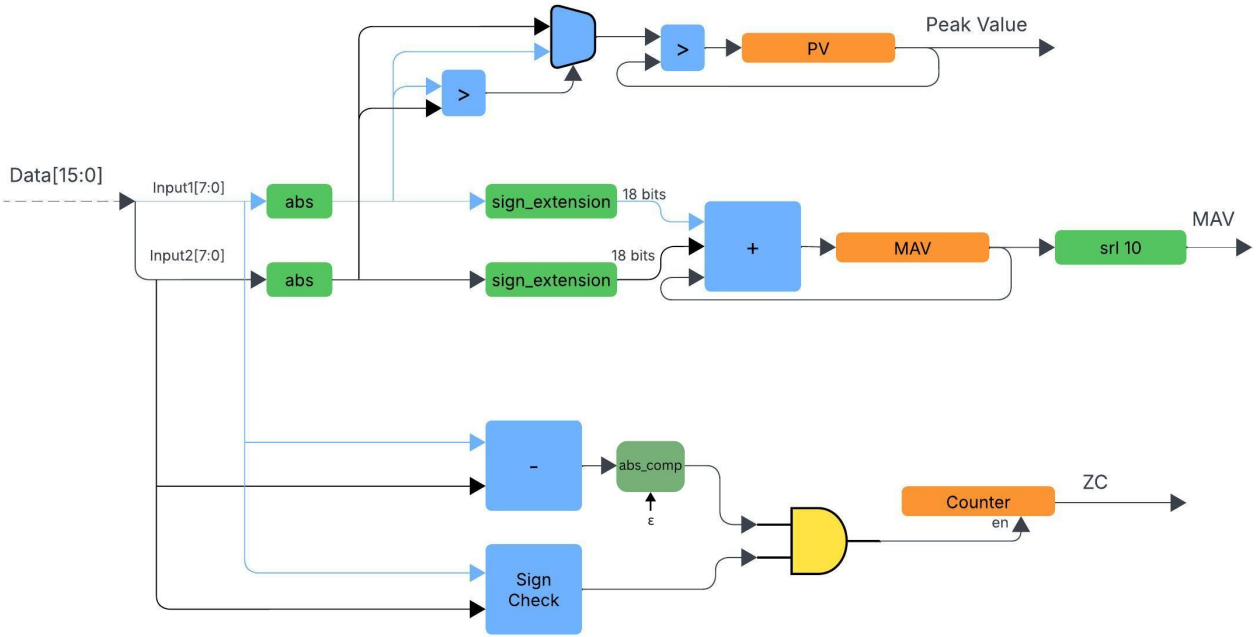 Peak Value
>
PV
>
Data[15:0]
Input1[7:0]
abs
sign_extension
18 bits
MAV
Input2[7:0]
abs
sign_extension
18 bits
+
MAV
srl 10
-
abs_comp
ε
ZC
Counter
en
Sign
Check